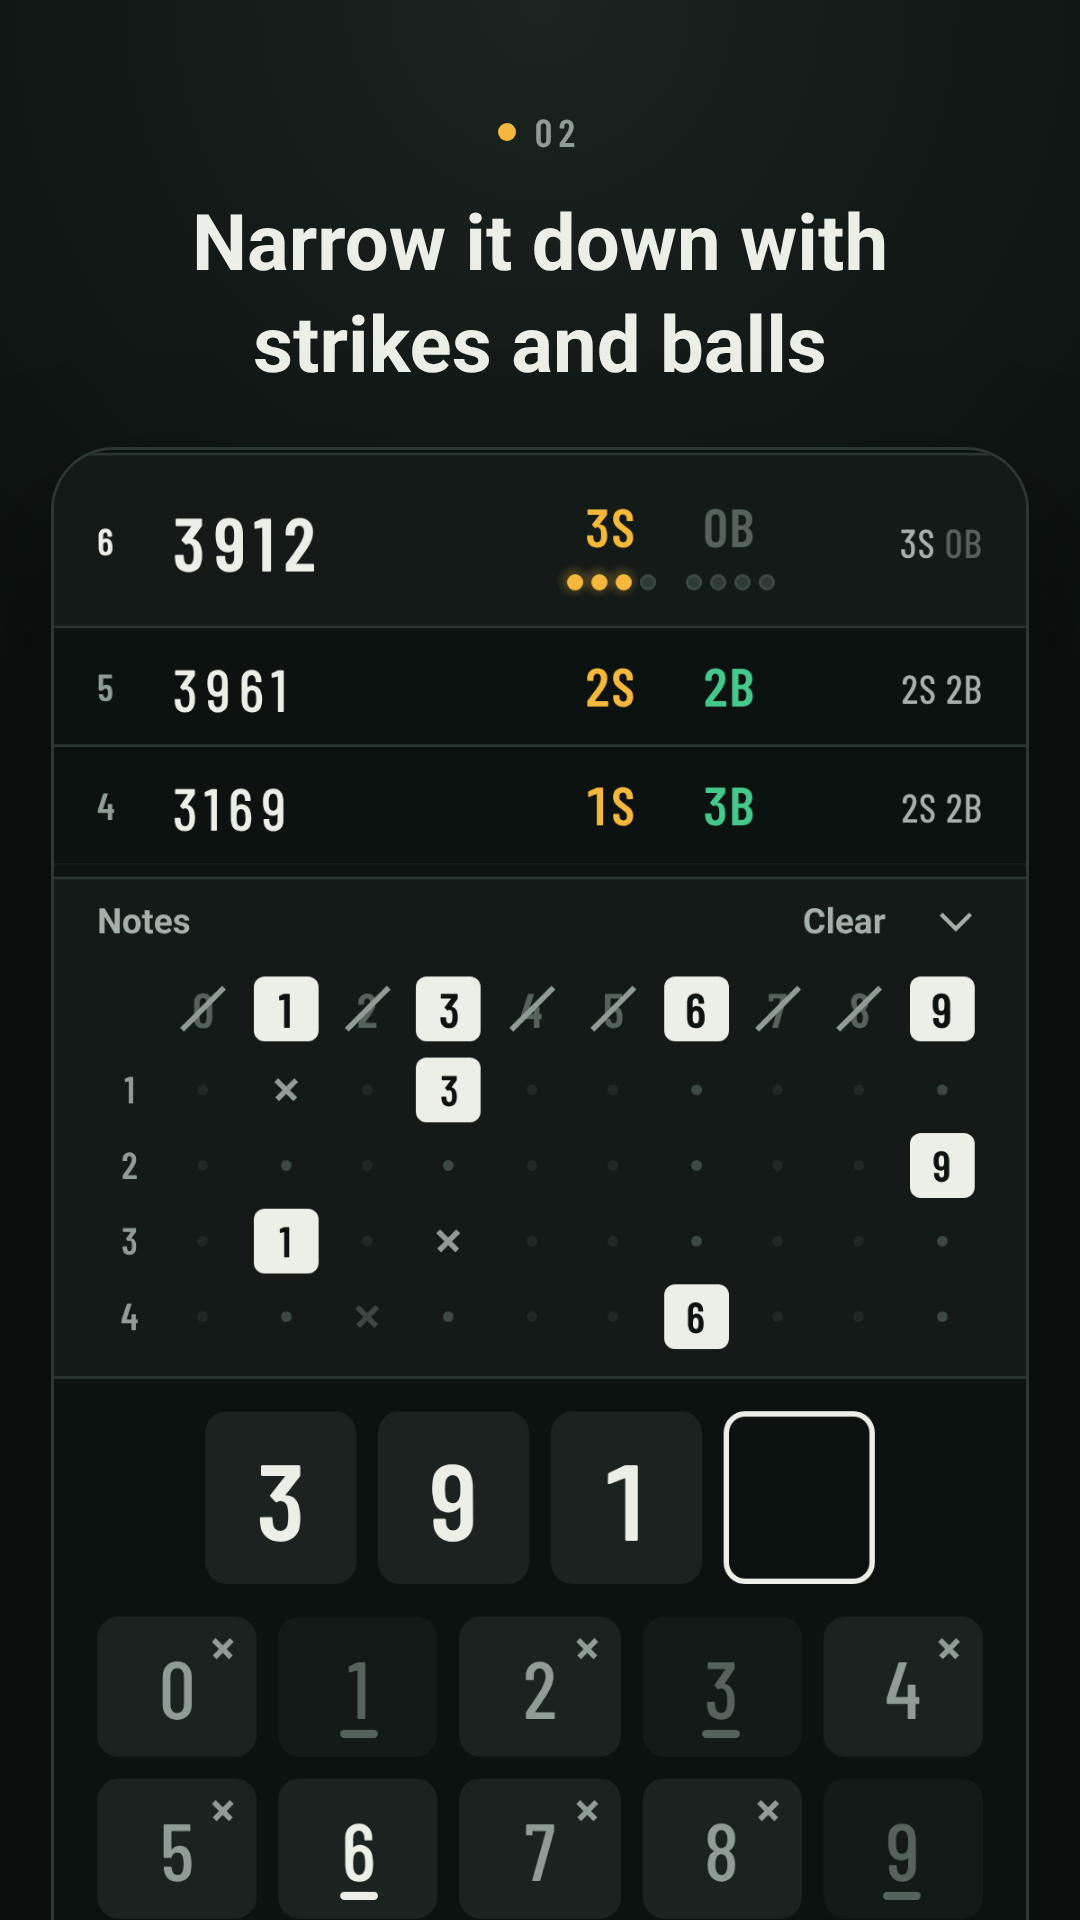 02
Narrow it down with
strikes and balls
6 3912 3S 0B 3S 0B
5 3961 2S 2B 2S 2B
4 3169 1S 3B 2S 2B
Notes Clear
0 1 2 3 4 5 6 7 8 9
1 × 3
2 9
3 1 ×
4 × 6
3 9 1
0 × 1 2 × 3 4 ×
5 × 6 7 × 8 × 9